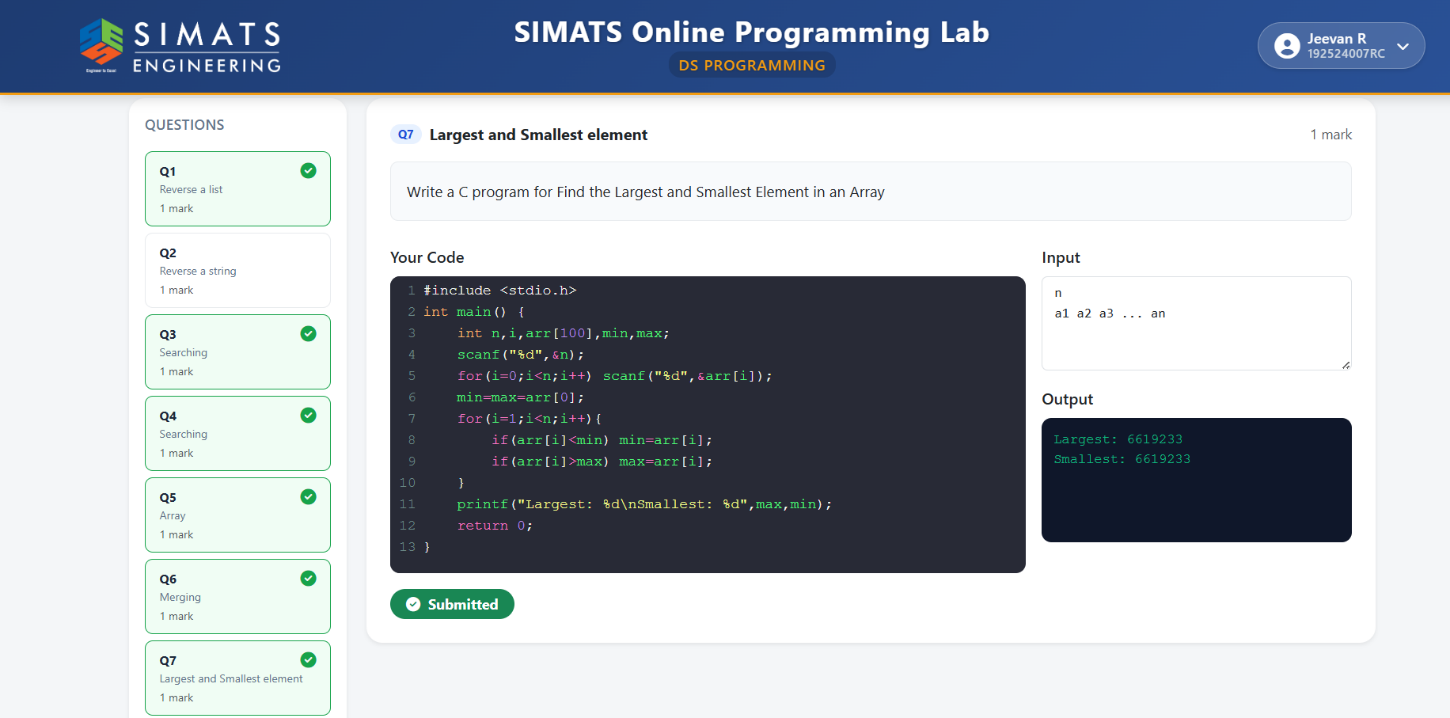 SIMATS
ENGINEERING
Engineer to Excel
SIMATS Online Programming Lab
DS PROGRAMMING
Jeevan R
192524007RC
QUESTIONS
Q1
Reverse a list
1 mark
Q2
Reverse a string
1 mark
Q3
Searching
1 mark
Q4
Searching
1 mark
Q5
Array
1 mark
Q6
Merging
1 mark
Q7
Largest and Smallest element
1 mark
Q7 Largest and Smallest element
1 mark
Write a C program for Find the Largest and Smallest Element in an Array
Your Code
1 #include <stdio.h>
2 int main() {
3     int n,i,arr[100],min,max;
4     scanf("%d",&n);
5     for(i=0;i<n;i++) scanf("%d",&arr[i]);
6     min=max=arr[0];
7     for(i=1;i<n;i++){
8         if(arr[i]<min) min=arr[i];
9         if(arr[i]>max) max=arr[i];
10     }
11     printf("Largest: %d\nSmallest: %d",max,min);
12     return 0;
13 }
Submitted
Input
n
a1 a2 a3 ... an
Output
Largest: 6619233
Smallest: 6619233